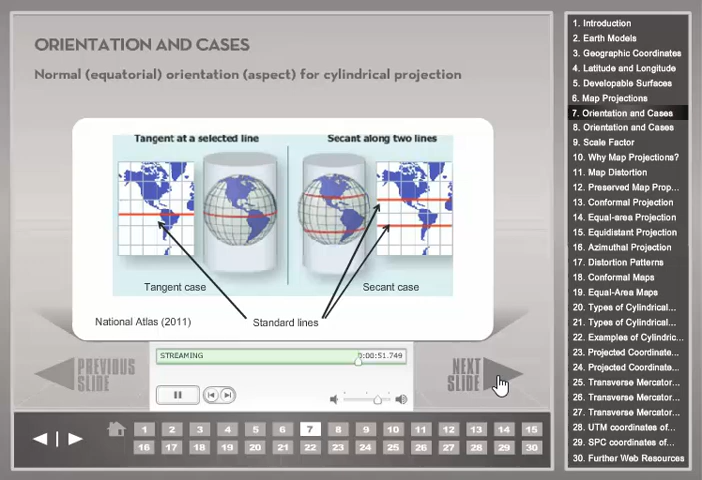 ORIENTATION AND CASES
Normal (equatorial) orientation (aspect) for cylindrical projection
Tangent at a selected line
Secant along two lines
Tangent case
Secant case
National Atlas (2011)
Standard lines
PREVIOUS
SLIDE
STREAMING
0:00:51.749
NEXT
SLIDE
1 2 3 4 5 6 7 8 9 10 11 12 13 14 15
16 17 18 19 20 21 22 23 24 25 26 27 28 29 30
1. Introduction
2. Earth Models
3. Geographic Coordinates
4. Latitude and Longitude
5. Developable Surfaces
6. Map Projections
7. Orientation and Cases
8. Orientation and Cases
9. Scale Factor
10. Why Map Projections?
11. Map Distortion
12. Preserved Map Prop...
13. Conformal Projection
14. Equal-area Projection
15. Equidistant Projection
16. Azimuthal Projection
17. Distortion Patterns
18. Conformal Maps
19. Equal-Area Maps
20. Types of Cylindrical...
21. Types of Cylindrical...
22. Examples of Cylindric...
23. Projected Coordinate...
24. Projected Coordinate...
25. Transverse Mercator...
26. Transverse Mercator...
27. Transverse Mercator...
28. UTM coordinates of...
29. SPC coordinates of...
30. Further Web Resources